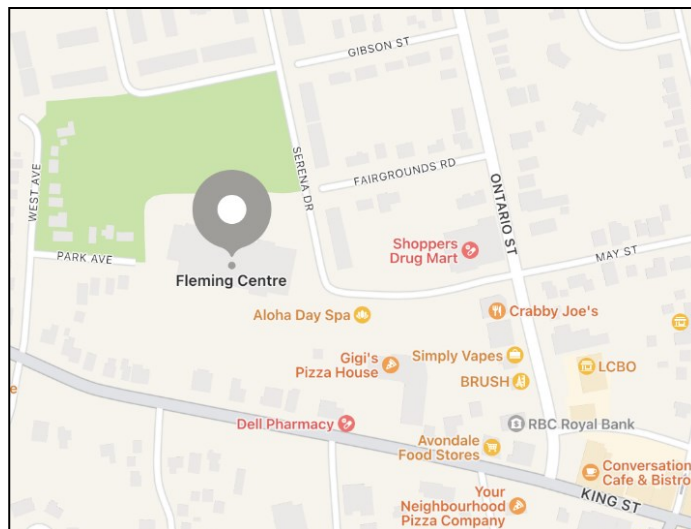 GIBSON ST
WEST AVE
SERENA DR
FAIRGROUNDS RD
ONTARIO ST
PARK AVE
Fleming Centre
Shoppers
Drug Mart
MAY ST
Aloha Day Spa
Crabby Joe's
Gigi's
Pizza House
Simply Vapes
BRUSH
LCBO
e
Dell Pharmacy
RBC Royal Bank
Avondale
Food Stores
Conversation
Cafe & Bistro
Your
Neighbourhood
Pizza Company
KING ST